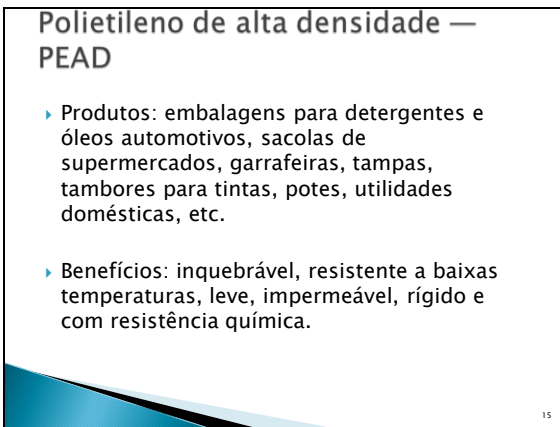 Polietileno de alta densidade —
PEAD
Produtos: embalagens para detergentes e
óleos automotivos, sacolas de
supermercados, garrafeiras, tampas,
tambores para tintas, potes, utilidades
domésticas, etc.
Benefícios: inquebrável, resistente a baixas
temperaturas, leve, impermeável, rígido e
com resistência química.
15